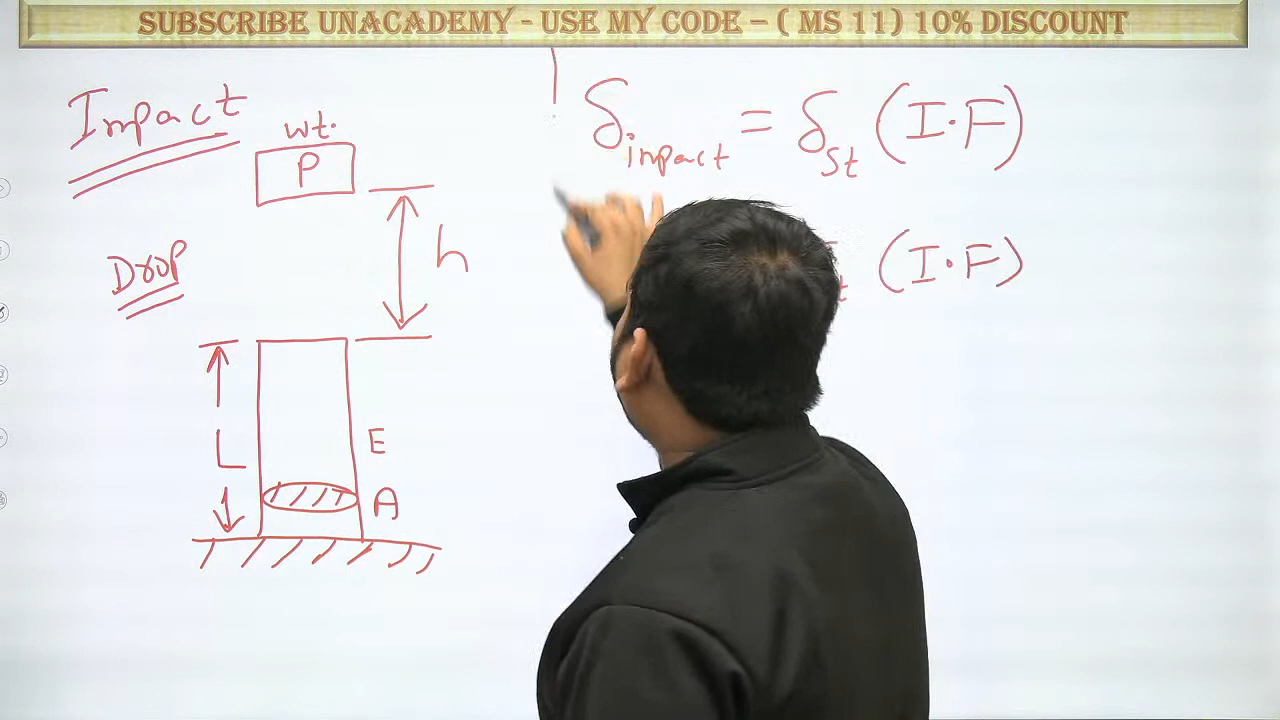 SUBSCRIBE UNACADEMY - USE MY CODE – ( MS 11) 10% DISCOUNT
Impact
wt.
P
h
Drop
L
E
A
δimpact = δst (I.F)
t (I.F)